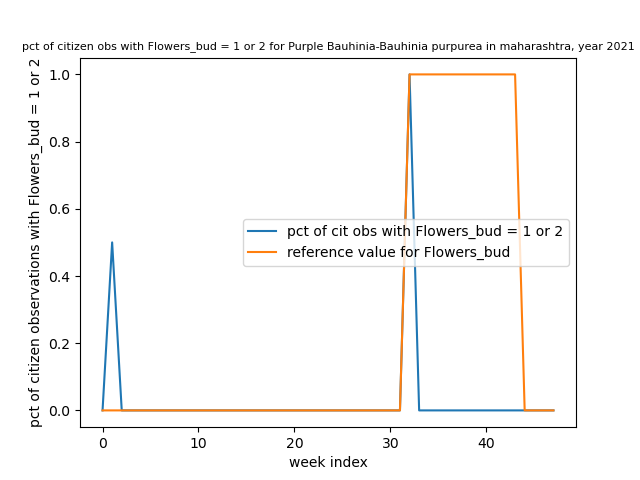 pct of citizen obs with Flowers_bud = 1 or 2 for Purple Bauhinia-Bauhinia purpurea in maharashtra, year 2021
pct of citizen observations with Flowers_bud = 1 or 2
1.0
0.8
0.6
0.4
0.2
0.0
pct of cit obs with Flowers_bud = 1 or 2
reference value for Flowers_bud
0 10 20 30 40
week index